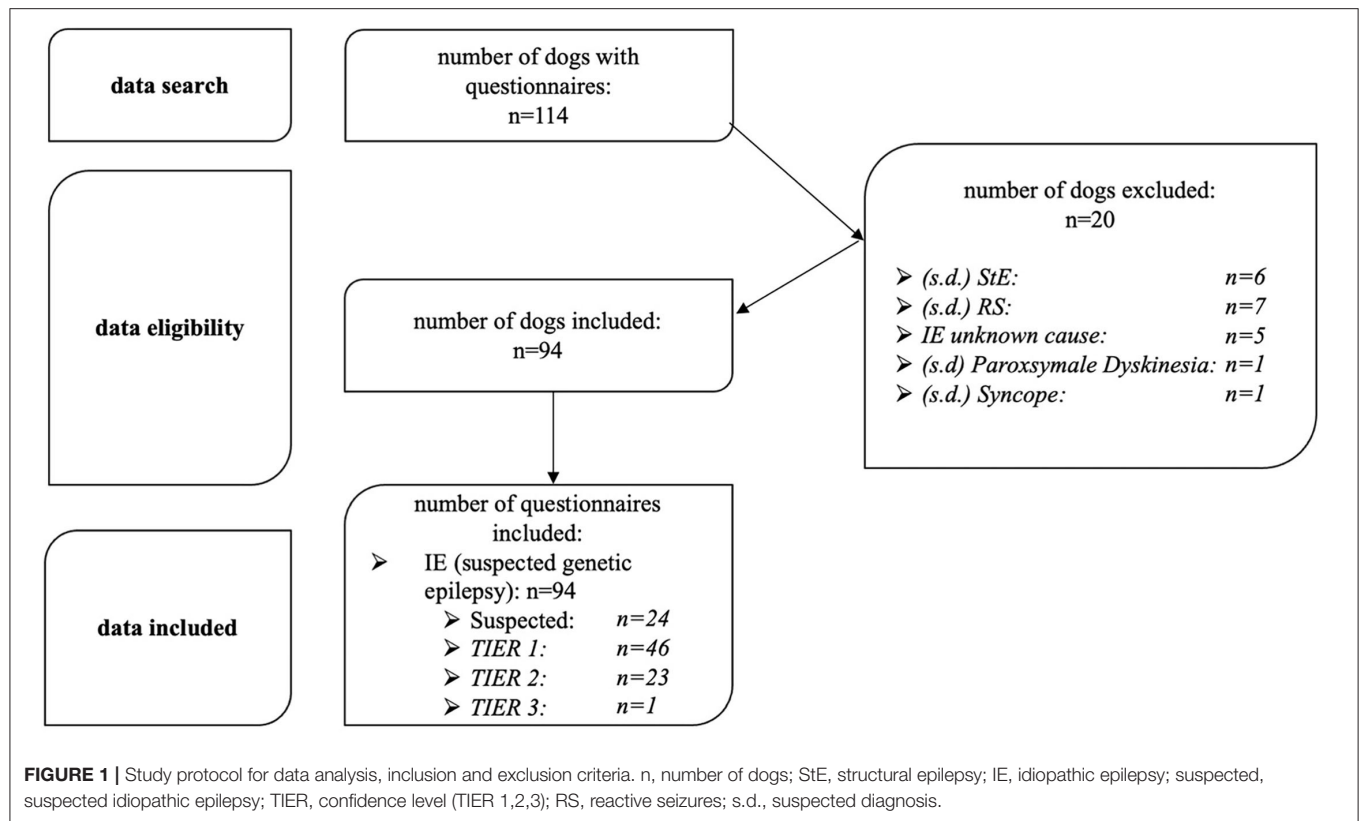 data search
number of dogs with
questionnaires:
n=114
number of dogs excluded:
n=20
➤ (s.d.) StE: n=6
➤ (s.d.) RS: n=7
➤ IE unknown cause: n=5
➤ (s.d) Paroxsymale Dyskinesia: n=1
➤ (s.d.) Syncope: n=1
data eligibility
number of dogs included:
n=94
data included
number of questionnaires
included:
➤ IE (suspected genetic
epilepsy): n=94
➤ Suspected: n=24
➤ TIER 1: n=46
➤ TIER 2: n=23
➤ TIER 3: n=1
FIGURE 1 | Study protocol for data analysis, inclusion and exclusion criteria. n, number of dogs; StE, structural epilepsy; IE, idiopathic epilepsy; suspected,
suspected idiopathic epilepsy; TIER, confidence level (TIER 1,2,3); RS, reactive seizures; s.d., suspected diagnosis.